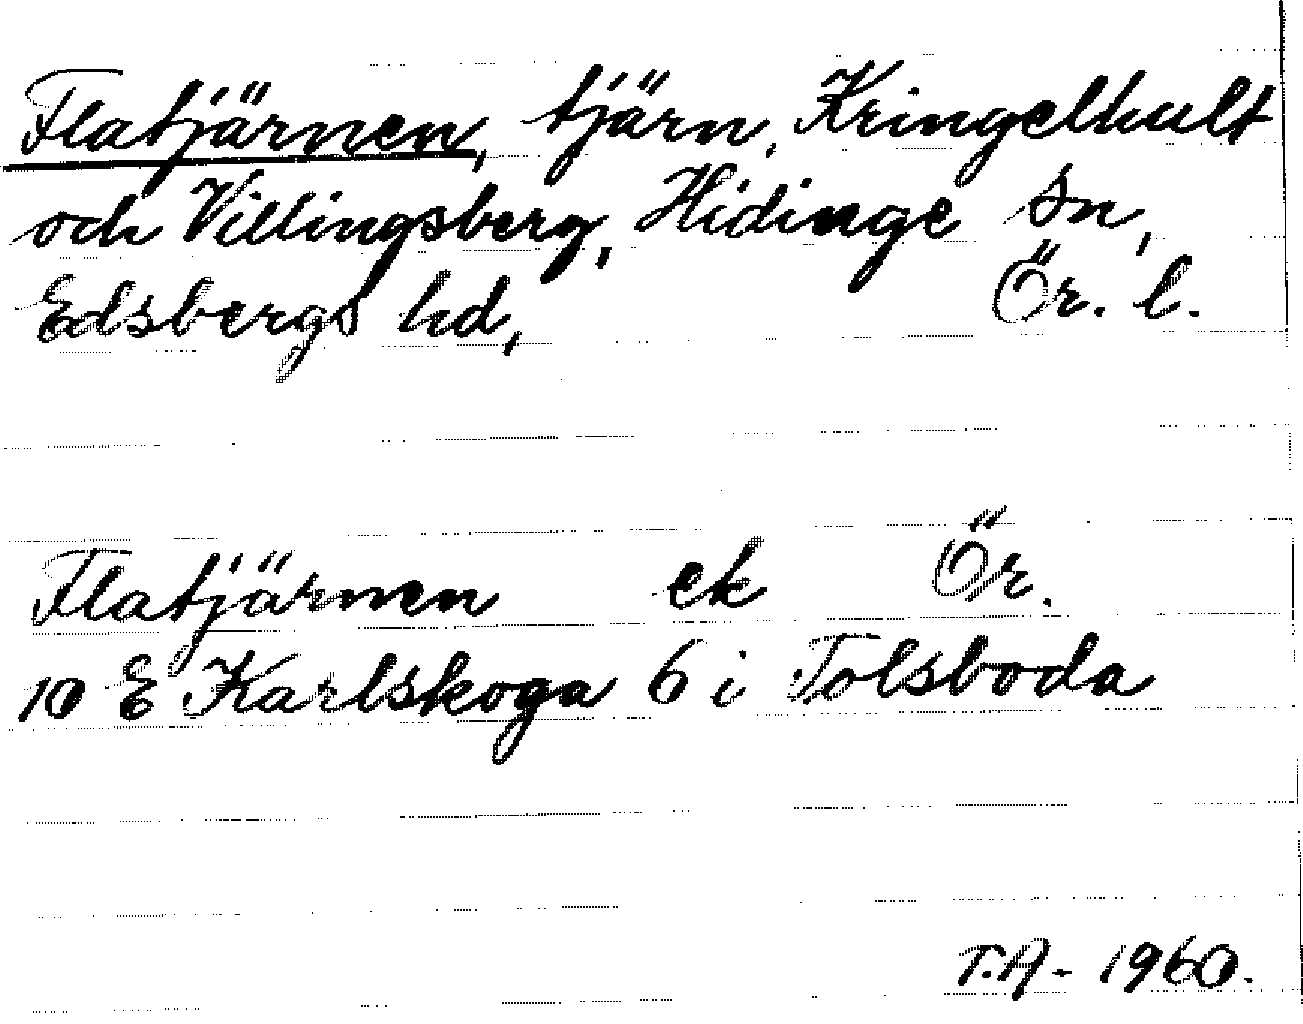 Flatjärnen, tjärn, Kringelhult
och Villingsberg, Hidinge sn,
Edsbergs hd, Ör. l.
Flatjärnen ek Ör.
10 E Karlskoga 6 i Tolsboda
T.A- 1960.